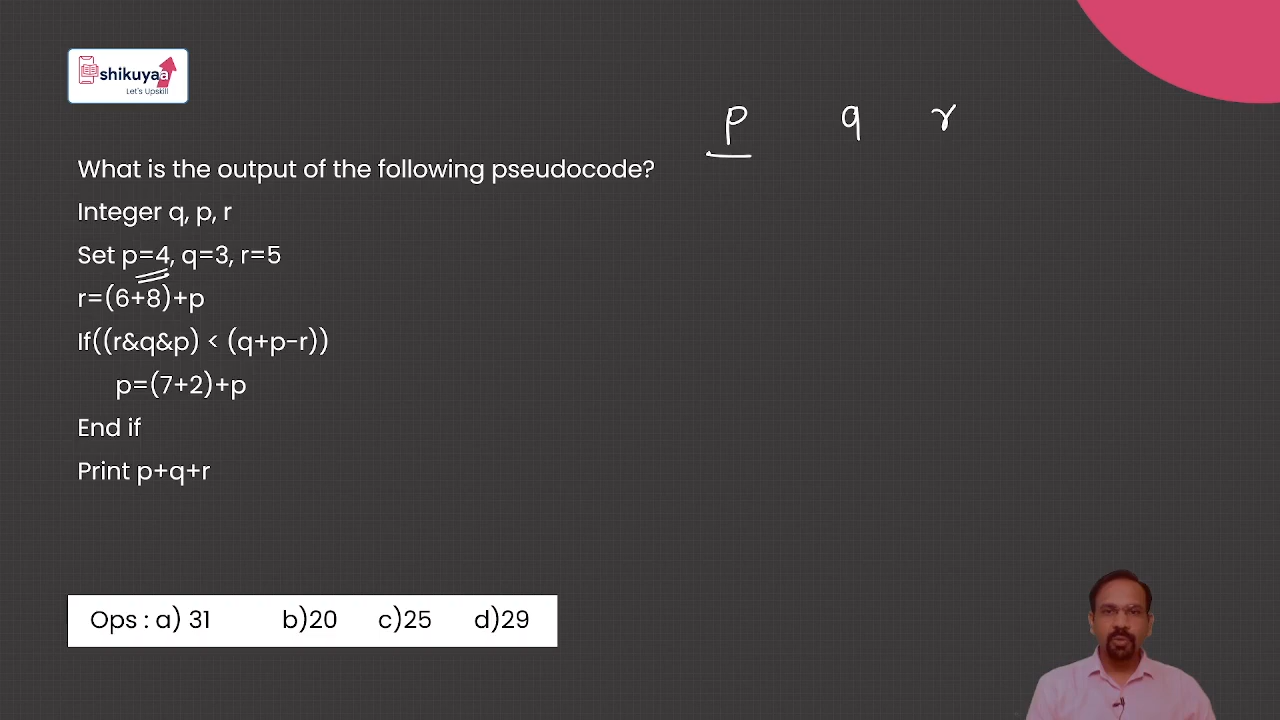 shikuyaa
Let's Upskill
p q r
What is the output of the following pseudocode?
Integer q, p, r
Set p=4, q=3, r=5
r=(6+8)+p
If((r&q&p) < (q+p-r))
p=(7+2)+p
End if
Print p+q+r
Ops : a) 31 b)20 c)25 d)29